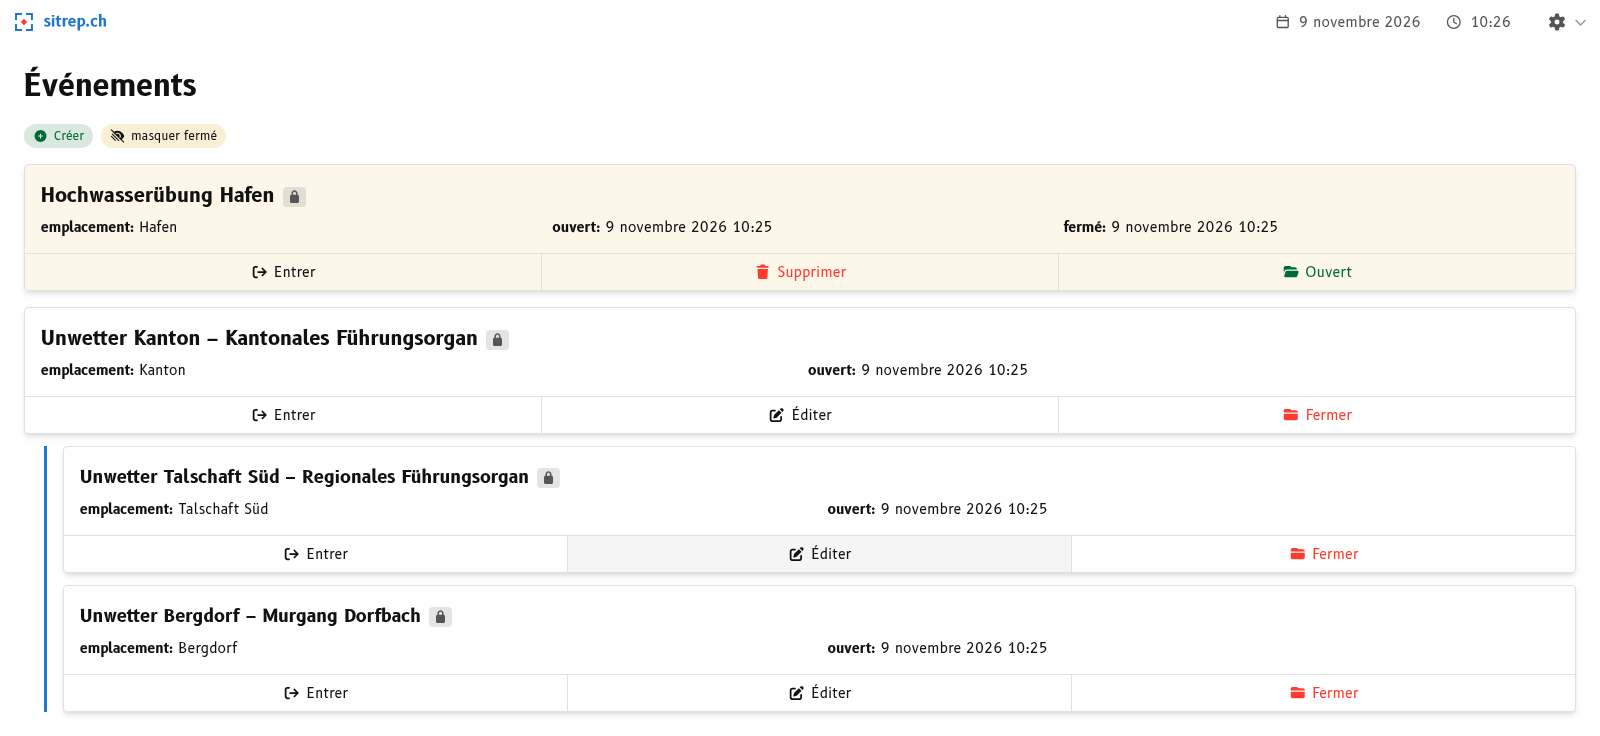 sitrep.ch
9 novembre 2026 10:26
Événements
Créer masquer fermé
Hochwasserübung Hafen
emplacement: Hafen ouvert: 9 novembre 2026 10:25 fermé: 9 novembre 2026 10:25
Entrer Supprimer Ouvert
Unwetter Kanton – Kantonales Führungsorgan
emplacement: Kanton ouvert: 9 novembre 2026 10:25
Entrer Éditer Fermer
Unwetter Talschaft Süd – Regionales Führungsorgan
emplacement: Talschaft Süd ouvert: 9 novembre 2026 10:25
Entrer Éditer Fermer
Unwetter Bergdorf – Murgang Dorfbach
emplacement: Bergdorf ouvert: 9 novembre 2026 10:25
Entrer Éditer Fermer